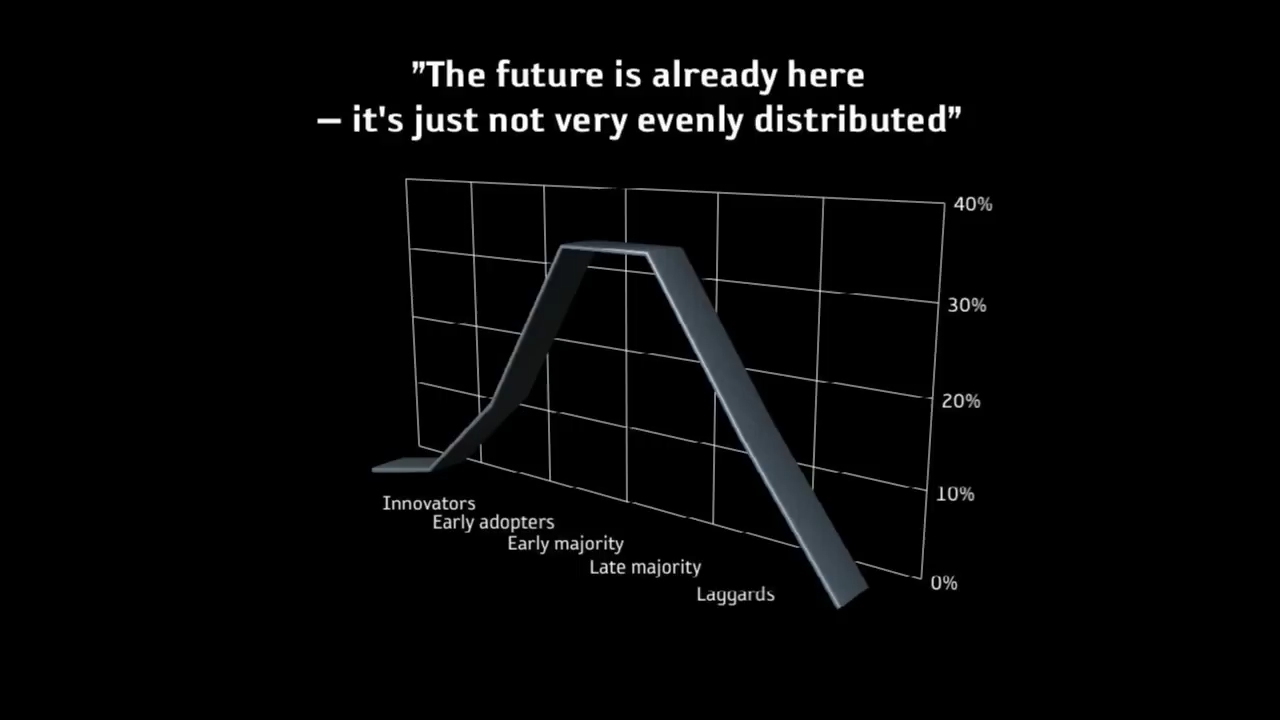 ”The future is already here
– it's just not very evenly distributed”
40%
30%
20%
10%
0%
Innovators
Early adopters
Early majority
Late majority
Laggards